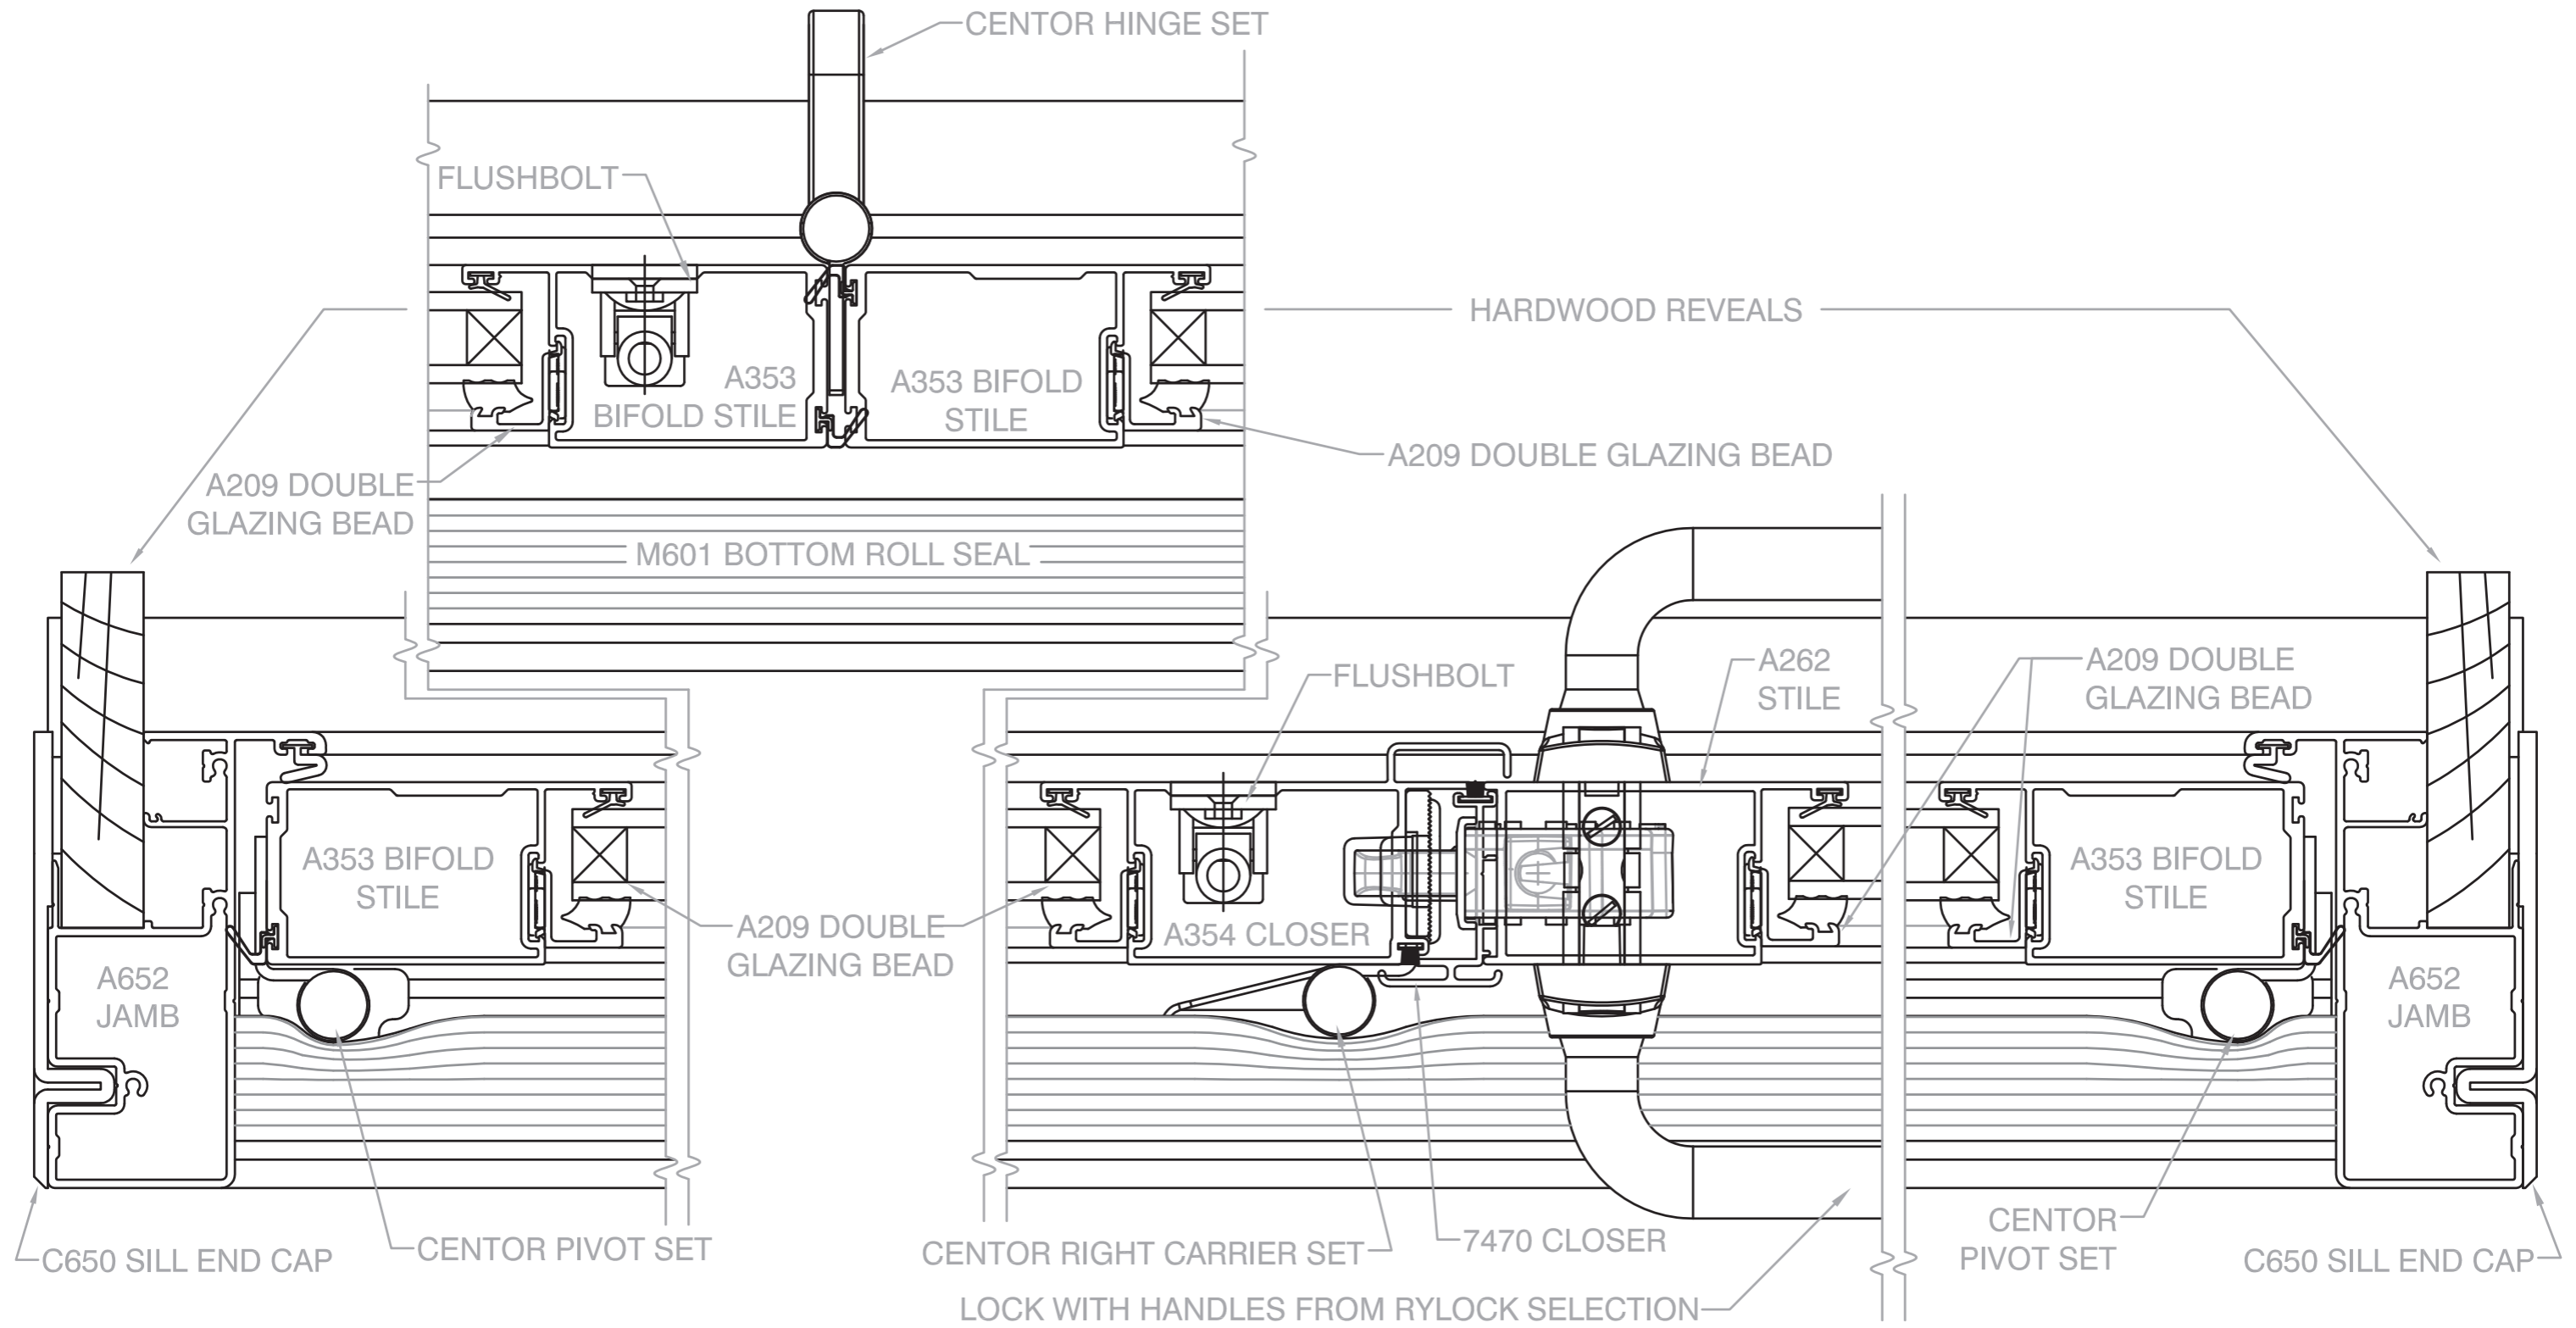 CENTOR HINGE SET
FLUSHBOLT
HARDWOOD REVEALS
A353
BIFOLD STILE
A353 BIFOLD
STILE
A209 DOUBLE
GLAZING BEAD
A209 DOUBLE GLAZING BEAD
M601 BOTTOM ROLL SEAL
FLUSHBOLT
A262
STILE
A209 DOUBLE
GLAZING BEAD
A353 BIFOLD
STILE
A209 DOUBLE
GLAZING BEAD
A354 CLOSER
A353 BIFOLD
STILE
A652
JAMB
A652
JAMB
C650 SILL END CAP
CENTOR PIVOT SET
CENTOR RIGHT CARRIER SET
7470 CLOSER
CENTOR
PIVOT SET
C650 SILL END CAP
LOCK WITH HANDLES FROM RYLOCK SELECTION